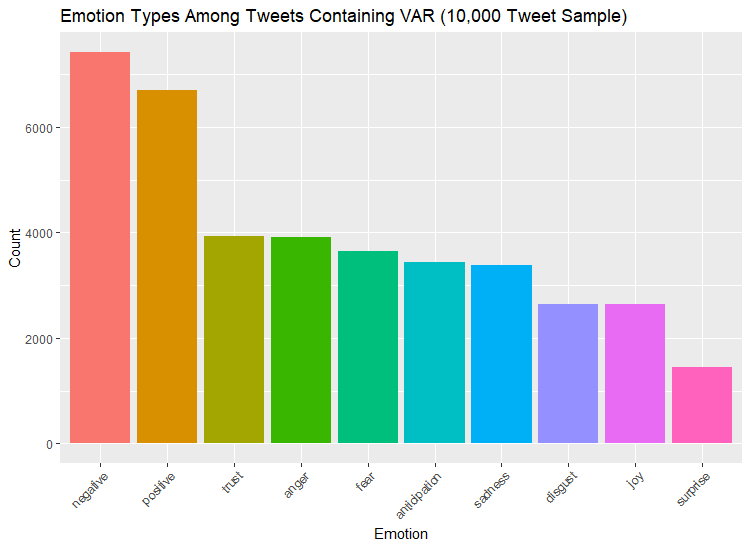 Emotion Types Among Tweets Containing VAR (10,000 Tweet Sample)
Count
6000
4000
2000
0
negative
positive
trust
anger
fear
anticipation
sadness
disgust
joy
surprise
Emotion